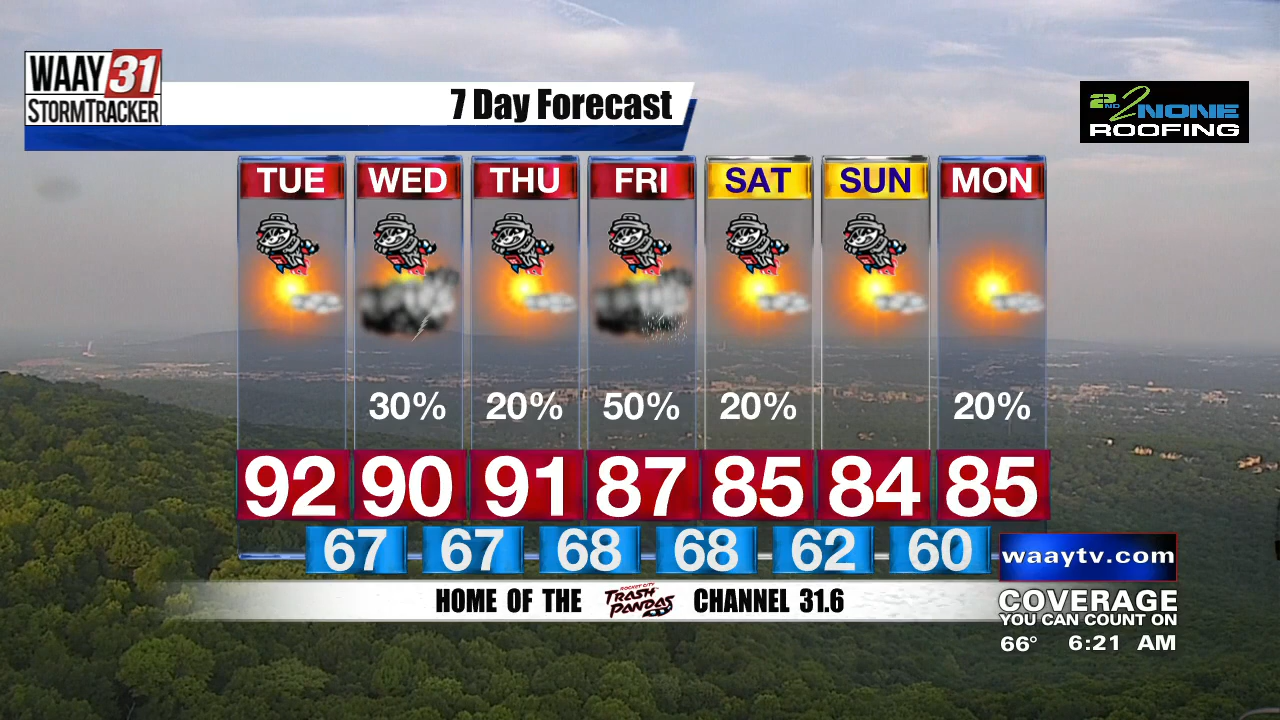 WAAY 31
STORMTRACKER
7 Day Forecast
2ND 2 NONE
ROOFING
TUE WED THU FRI SAT SUN MON
30% 20% 50% 20% 20%
92 90 91 87 85 84 85
67 67 68 68 62 60
waaytv.com
HOME OF THE ROCKET CITY TRASH PANDAS CHANNEL 31.6
COVERAGE
YOU CAN COUNT ON
66° 6:21 AM